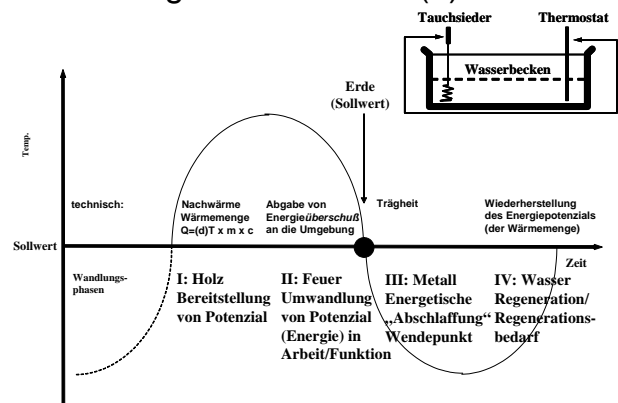 Tauchsieder
Thermostat
Wasserbecken
Erde
(Sollwert)
Temp.
technisch:
Nachwärme
Wärmemenge
Q=(d)T x m x c
Abgabe von
Energieüberschuß
an die Umgebung
Trägheit
Wiederherstellung
des Energiepotenzials
(der Wärmemenge)
Sollwert
Zeit
Wandlungs-
phasen
I: Holz
Bereitstellung
von Potenzial
II: Feuer
Umwandlung
von Potenzial
(Energie) in
Arbeit/Funktion
III: Metall
Energetische
„Abschlaffung“
Wendepunkt
IV: Wasser
Regeneration/
Regenerations-
bedarf